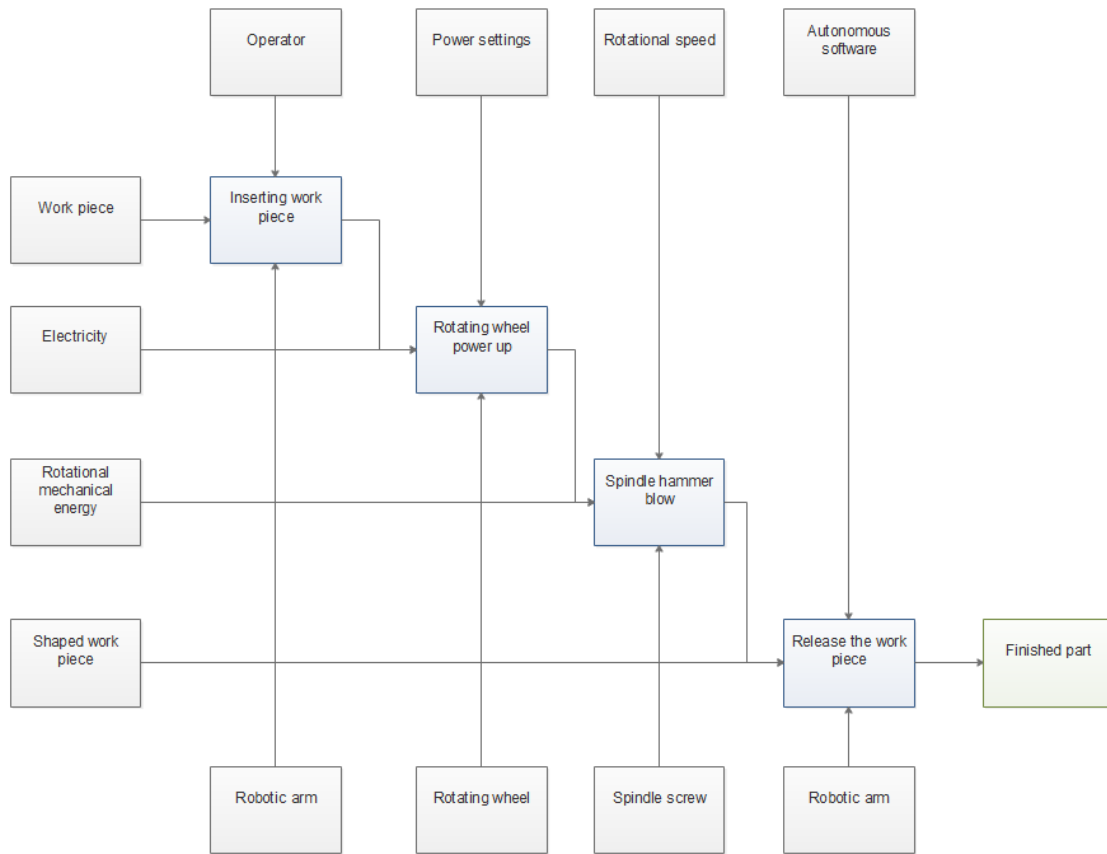 Operator
Power settings
Rotational speed
Autonomous
software
Work piece
Inserting work
piece
Electricity
Rotating wheel
power up
Rotational
mechanical
energy
Spindle hammer
blow
Shaped work
piece
Release the work
piece
Finished part
Robotic arm
Rotating wheel
Spindle screw
Robotic arm